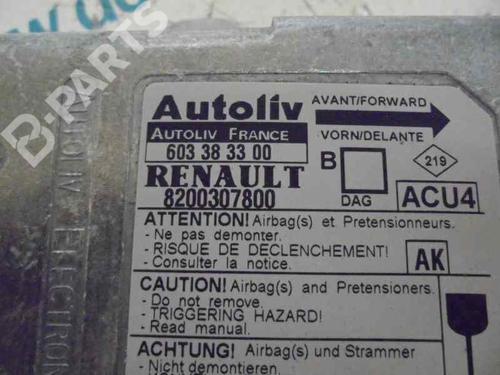 B-PARTS
Autoliv
AUTOLIV FRANCE
603 38 33 00
RENAULT
8200307800
AVANT/FORWARD
VORN/DELANTE
B
DAG
219
ACU4
ATTENTION! Airbag(s) et Pretensionneurs.
- Ne pas demonter.
- RISQUE DE DECLENCHEMENT!
- Consulter la notice.
AK
CAUTION! Airbag(s) and Pretensioners.
- Do not remove.
- TRIGGERING HAZARD!
- Read manual.
ACHTUNG! Airbag(s) und Strammer
- Nicht demontieren.
AUTOLIV ELECTRON